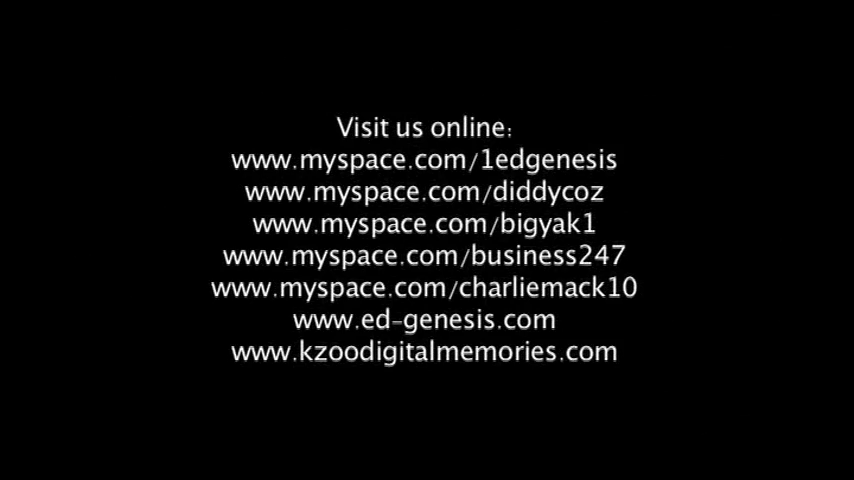 Visit us online:
www.myspace.com/1edgenesis
www.myspace.com/diddycoz
www.myspace.com/bigyak1
www.myspace.com/business247
www.myspace.com/charliemack10
www.ed-genesis.com
www.kzoodigitalmemories.com